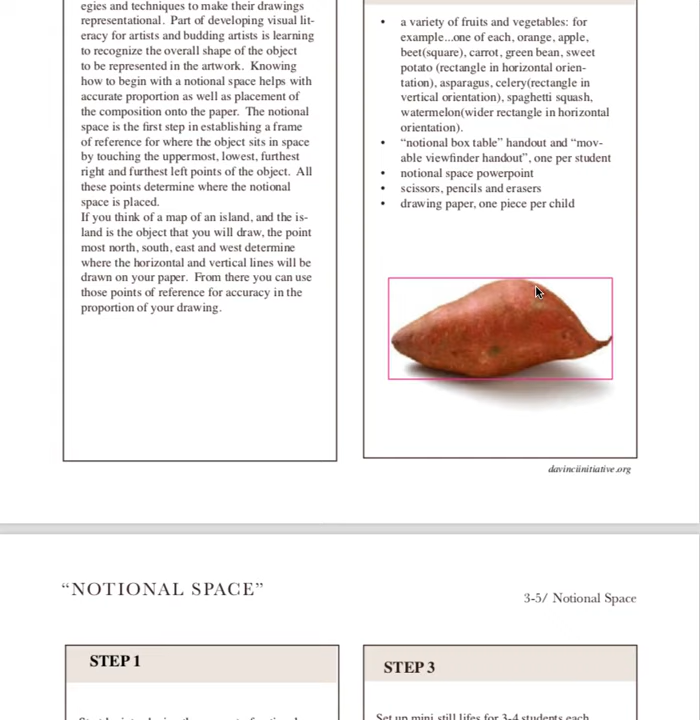 egies and techniques to make their drawings
representational.  Part of developing visual lit-
eracy for artists and budding artists is learning
to recognize the overall shape of the object
to be represented in the artwork.  Knowing
how to begin with a notional space helps with
accurate proportion as well as placement of
the composition onto the paper.  The notional
space is the first step in establishing a frame
of reference for where the object sits in space
by touching the uppermost, lowest, furthest
right and furthest left points of the object.  All
these points determine where the notional
space is placed.
If you think of a map of an island, and the is-
land is the object that you will draw, the point
most north, south, east and west determine
where the horizontal and vertical lines will be
drawn on your paper.  From there you can use
those points of reference for accuracy in the
proportion of your drawing.
• a variety of fruits and vegetables: for
example...one of each, orange, apple,
beet(square), carrot, green bean, sweet
potato (rectangle in horizontal orien-
tation), asparagus, celery(rectangle in
vertical orientation), spaghetti squash,
watermelon(wider rectangle in horizontal
orientation).
• “notional box table” handout and “mov-
able viewfinder handout”, one per student
• notional space powerpoint
• scissors, pencils and erasers
• drawing paper, one piece per child
davinciinitiative.org
“NOTIONAL SPACE”
3-5/ Notional Space
STEP 1
STEP 3
Set up mini still lifes for 3-4 students each